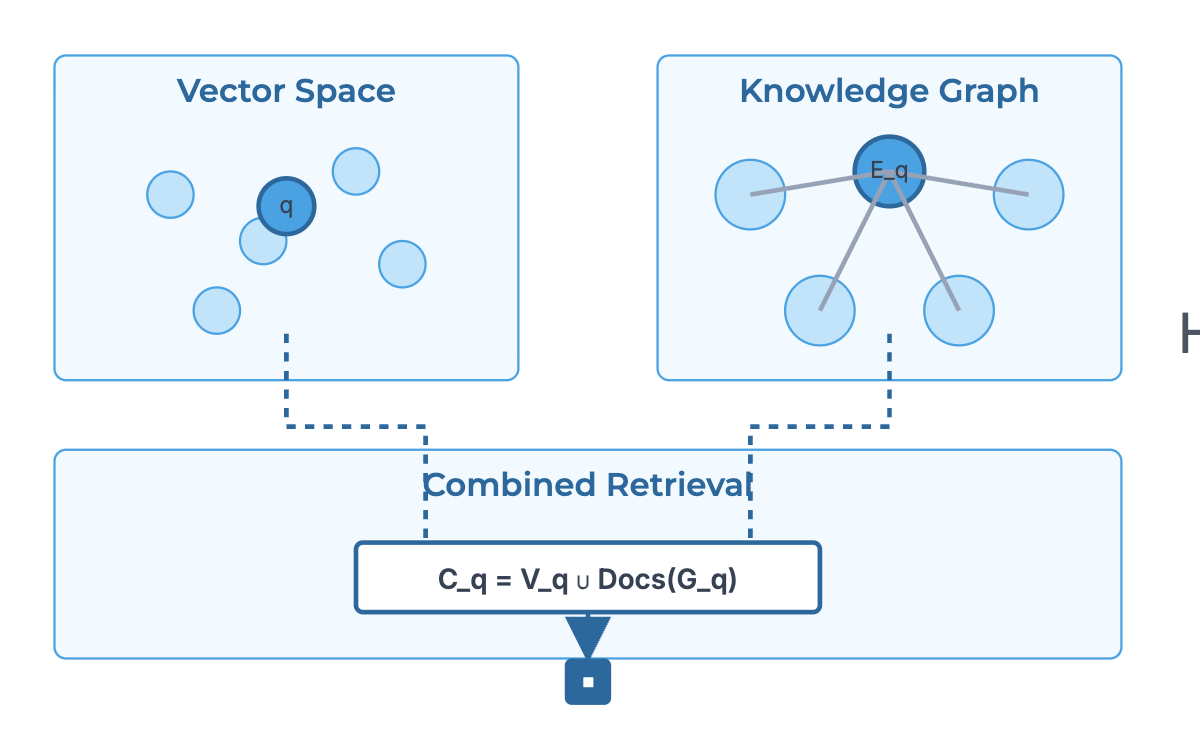 Vector Space
Knowledge Graph
q
E_q
Combined Retrieval
C_q = V_q ∪ Docs(G_q)